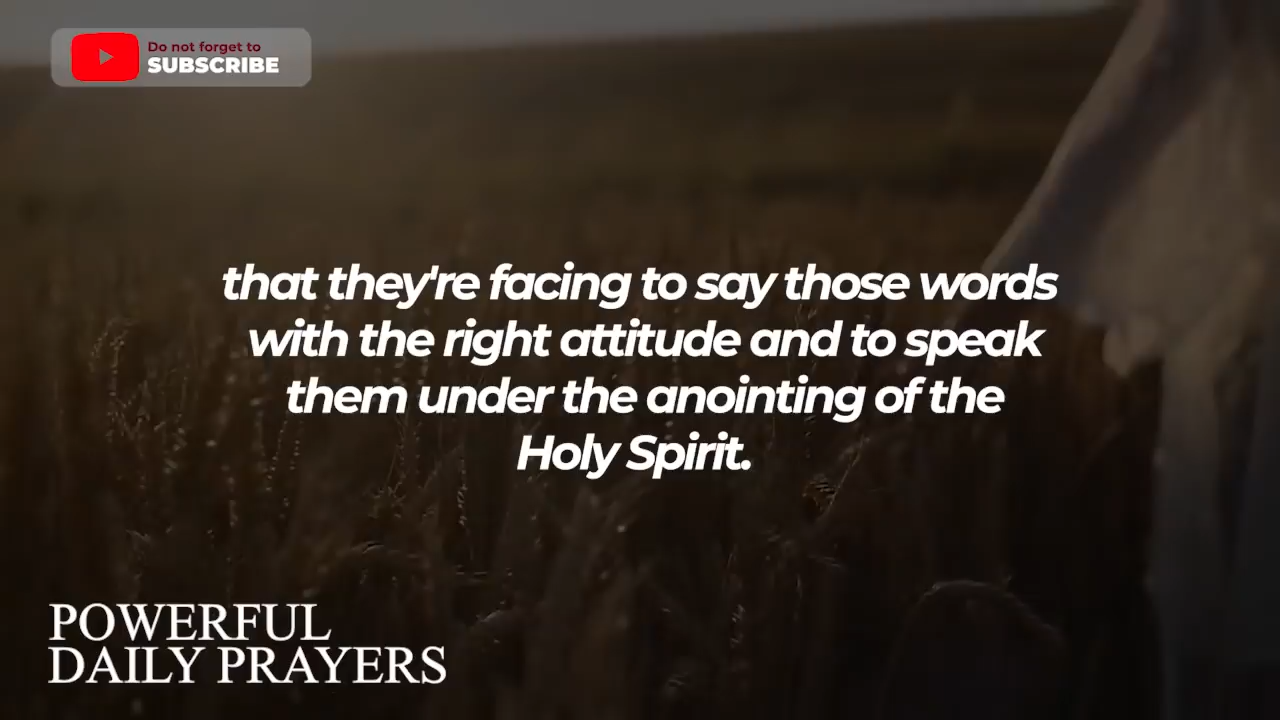 Do not forget to
SUBSCRIBE
that they're facing to say those words
with the right attitude and to speak
them under the anointing of the
Holy Spirit.
POWERFUL
DAILY PRAYERS